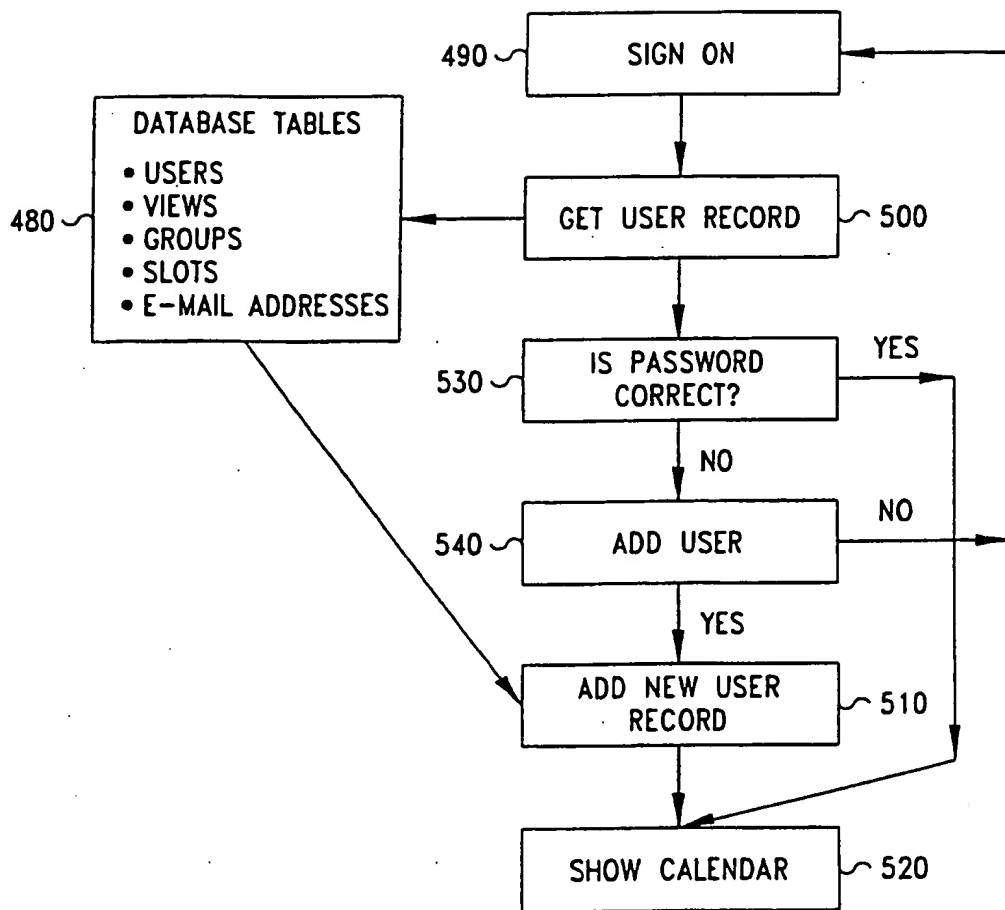 490
SIGN ON
DATABASE TABLES
• USERS
• VIEWS
• GROUPS
• SLOTS
• E-MAIL ADDRESSES
480
GET USER RECORD
500
530
IS PASSWORD
CORRECT?
YES
NO
540
ADD USER
NO
YES
ADD NEW USER
RECORD
510
SHOW CALENDAR
520